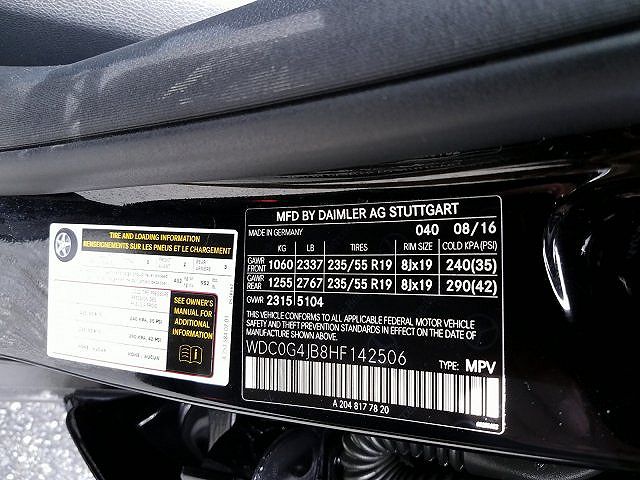 TIRE AND LOADING INFORMATION
RENSEIGNEMENTS SUR LES PNEUS ET LE CHARGEMENT
SEE OWNER'S
MANUAL FOR
ADDITIONAL
INFORMATION
MFD BY DAIMLER AG STUTTGART
MADE IN GERMANY 040 08/16
KG LB TIRES RIM SIZE COLD KPA(PSI)
GAWR FRONT 1060 2337 235/55 R19 8Jx19 240(35)
GAWR REAR 1255 2767 235/55 R19 8Jx19 290(42)
GVWR 2315 5104
THIS VEHICLE CONFORMS TO ALL APPLICABLE FEDERAL MOTOR VEHICLE
SAFETY AND THEFT PREVENTION STANDARDS IN EFFECT ON THE DATE OF
MANUFACTURE SHOWN ABOVE.
WDC0G4JB8HF142506
TYPE: MPV
A 204 817 78 20